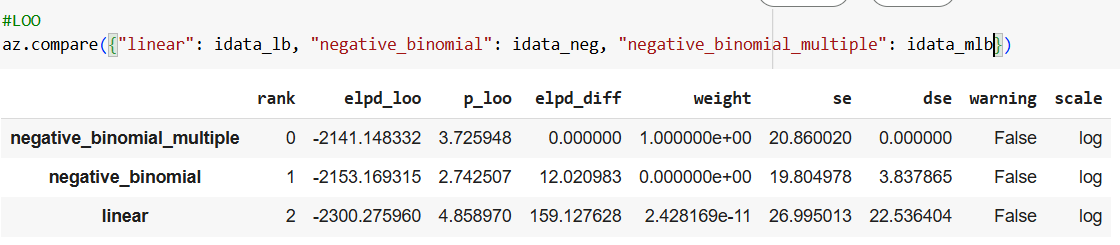 #LOO
az.compare({"linear": idata_lb, "negative_binomial": idata_neg, "negative_binomial_multiple": idata_mlb})
rank elpd_loo p_loo elpd_diff weight se dse warning scale
negative_binomial_multiple 0 -2141.148332 3.725948 0.000000 1.000000e+00 20.860020 0.000000 False log
negative_binomial 1 -2153.169315 2.742507 12.020983 0.000000e+00 19.804978 3.837865 False log
linear 2 -2300.275960 4.858970 159.127628 2.428169e-11 26.995013 22.536404 False log